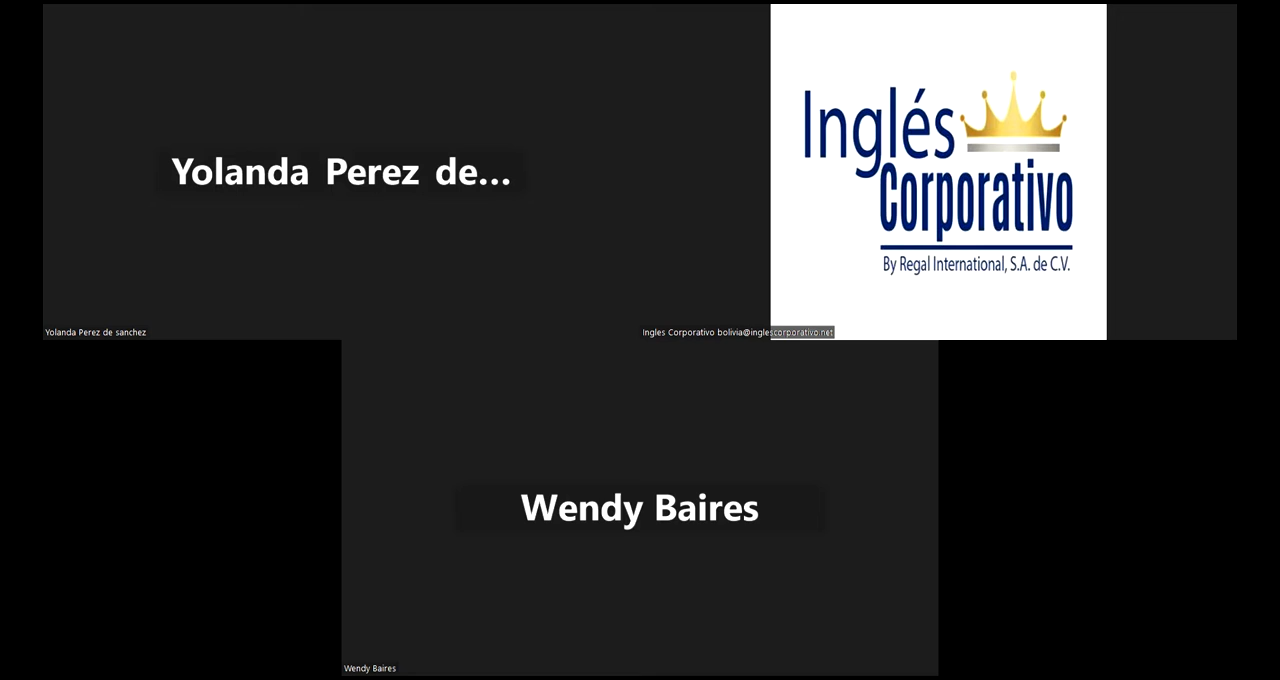 Yolanda Perez de...
Yolanda Perez de sanchez
Inglés
Corporativo
By Regal International, S.A. de C.V.
Ingles Corporativo bolivia@inglescorporativo.net
Wendy Baires
Wendy Baires